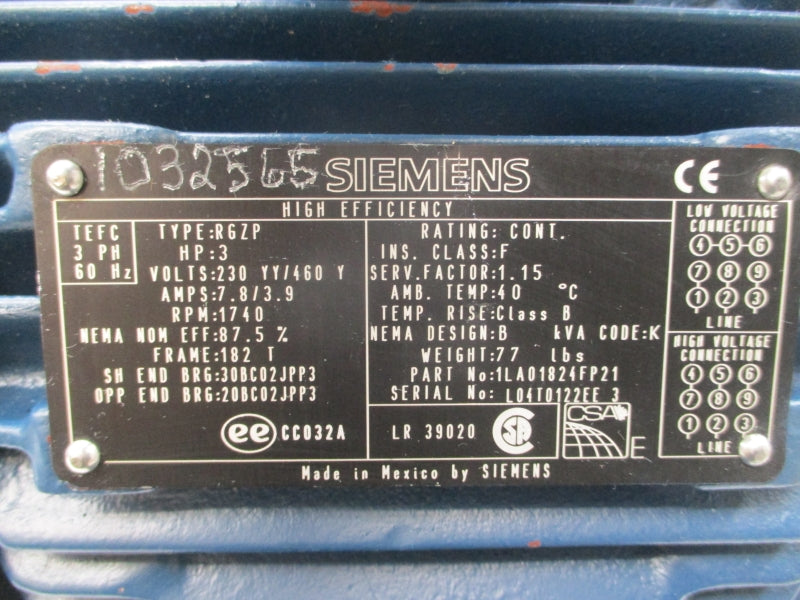 1032565 SIEMENS CE
HIGH EFFICIENCY
TEFC
3 PH
60 Hz
TYPE:RGZP
HP:3
VOLTS:230 YY/460 Y
AMPS:7.8/3.9
RPM:1740
NEMA NOM EFF:87.5 %
FRAME:182 T
SH END BRG:30BC02JPP3
OPP END BRG:20BC02JPP3
RATING: CONT.
INS. CLASS:F
SERV.FACTOR:1.15
AMB. TEMP:40 °C
TEMP. RISE:Class B
NEMA DESIGN:B kVA CODE:K
WEIGHT:77 lbs
PART No:1LA01824FP21
SERIAL No: L04T0122EE 3
LOW VOLTAGE
CONNECTION
4-5-6
7 8 9
1 2 3
LINE
HIGH VOLTAGE
CONNECTION
4 5 6
7 8 9
1 2 3
LINE
ee CC032A
LR 39020 CSA
CSA
E
Made in Mexico by SIEMENS